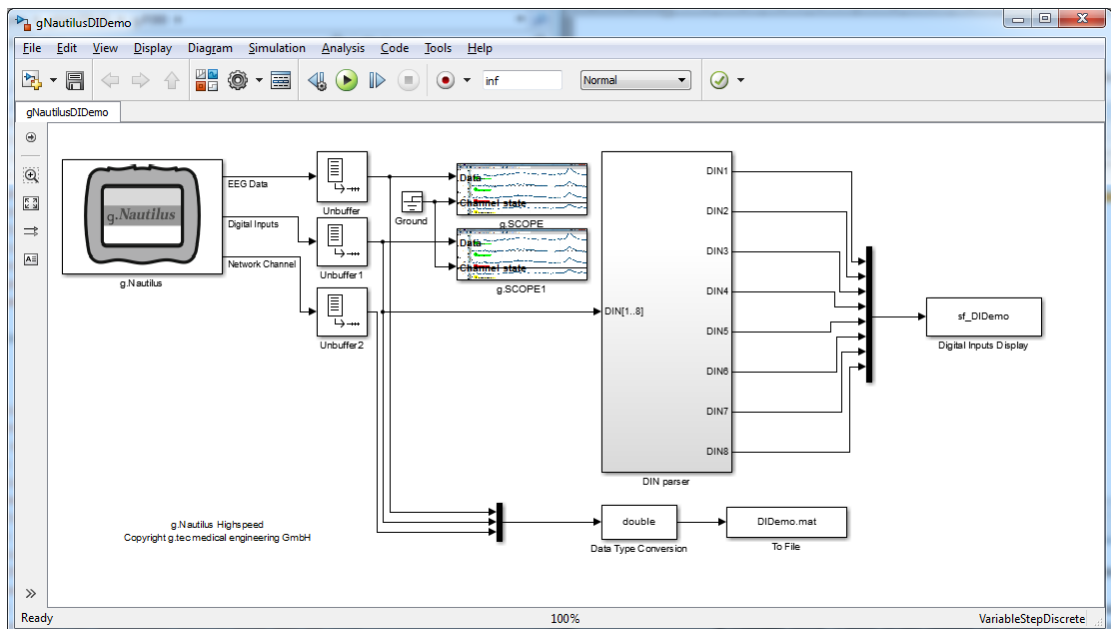 gNautilusDIDemo
File Edit View Display Diagram Simulation Analysis Code Tools Help
inf
Normal
gNautilusDIDemo
g.Nautilus
g.Nautilus
EEG Data
Digital Inputs
Network Channel
Unbuffer
Unbuffer1
Unbuffer2
Ground
Data
Channel state
g.SCOPE
Data
Channel state
g.SCOPE1
DIN[1..8]
DIN1
DIN2
DIN3
DIN4
DIN5
DIN6
DIN7
DIN8
DIN parser
sf_DIDemo
Digital Inputs Display
double
Data Type Conversion
DIDemo.mat
To File
g.Nautilus Highspeed
Copyright g.tec medical engineering GmbH
Ready
100%
VariableStepDiscrete